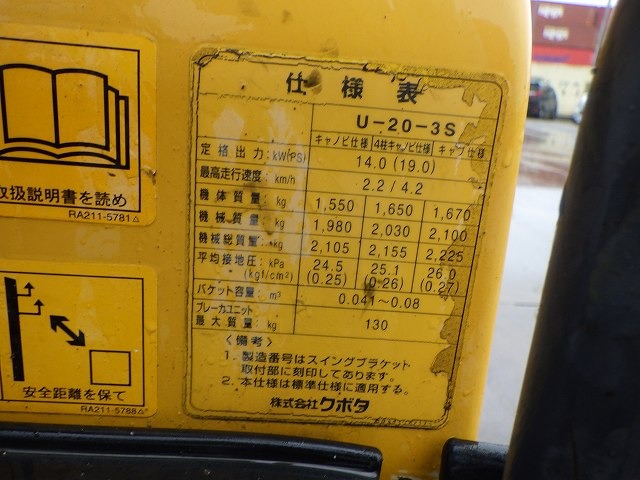 取扱説明書を読め
RA211-5781
安全距離を保て
RA211-5788
仕様表
U-20-3S
キャノピ仕様 4柱キャノピ仕様 キャブ仕様
定格出力: kW(PS) 14.0 (19.0)
最高走行速度: km/h 2.2 / 4.2
機体質量: kg 1,550 1,650 1,670
機械質量: kg 1,980 2,030 2,100
機械総質量: kg 2,105 2,155 2,225
平均接地圧: kPa 24.5 25.1 26.0
(kgf/cm²) (0.25) (0.26) (0.27)
バケット容量: m³ 0.041～0.08
ブレーカユニット
最大質量: kg 130
〈備考〉
1. 製造番号はスイングブラケット
取付部に刻印してあります。
2. 本仕様は標準仕様に適用する。
株式会社クボタ